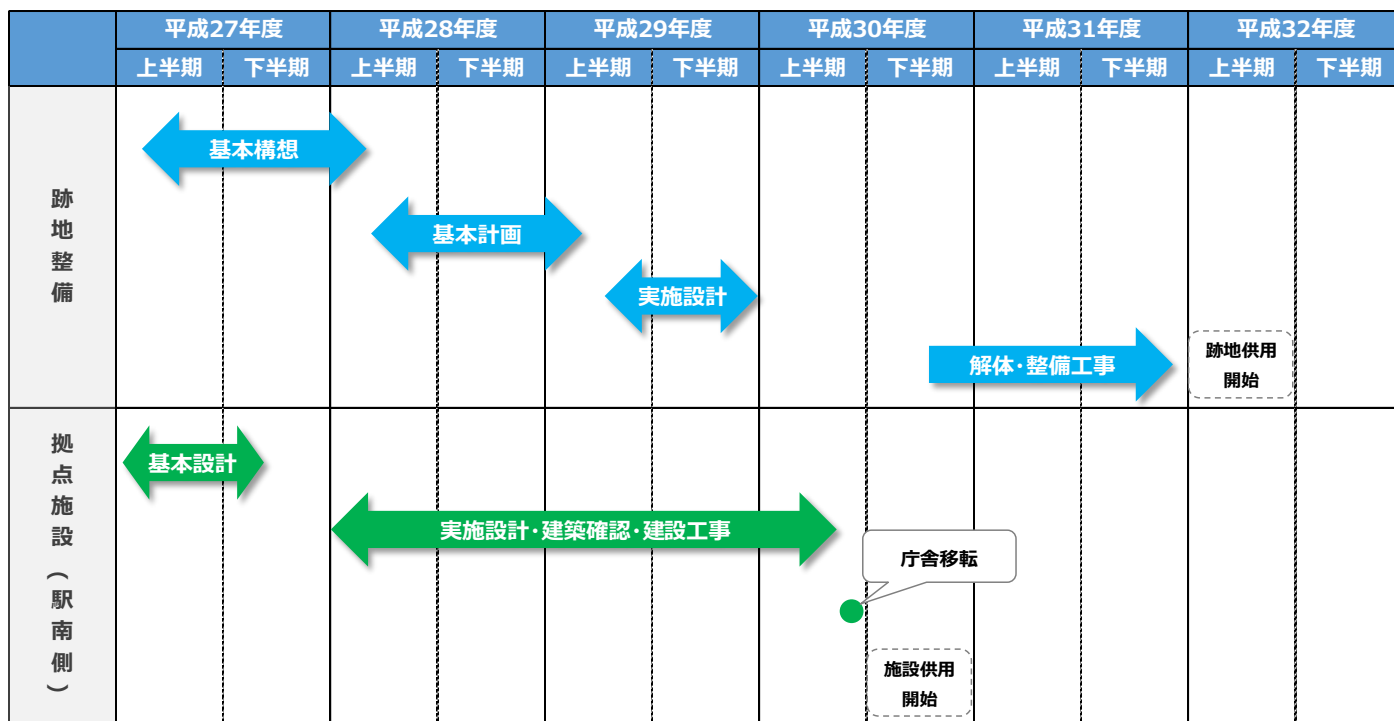 平成27年度 平成28年度 平成29年度 平成30年度 平成31年度 平成32年度
上半期 下半期 上半期 下半期 上半期 下半期 上半期 下半期 上半期 下半期 上半期 下半期
跡地整備
基本構想
基本計画
実施設計
解体･整備工事
跡地供用
開始
拠点施設(駅南側)
基本設計
実施設計･建築確認･建設工事
庁舎移転
施設供用
開始